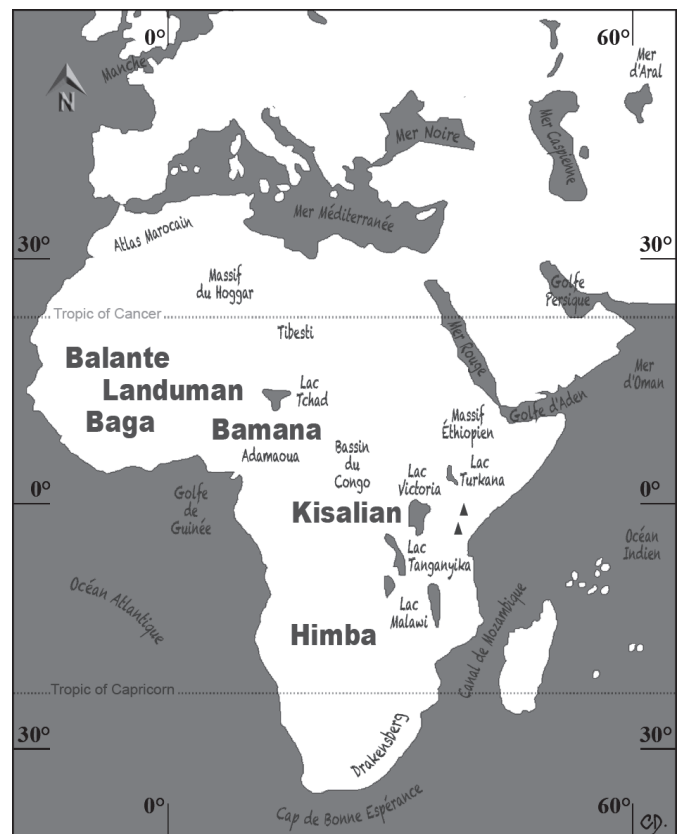 0°
60°
Manche
N
Mer
d'Aral
Mer Noire
Mer Caspienne
Mer Méditerranée
Atlas Marocain
30°
30°
Massif
du Hoggar
Golfe
Persique
Tropic of Cancer
Tibesti
Mer Rouge
Balante
Landuman
Baga
Bamana
Lac
Tchad
Mer
d'Oman
Golfe d'Aden
Massif
Éthiopien
Adamaoua
Bassin
du
Congo
Lac
Victoria
Lac
Turkana
0°
0°
Golfe
de
Guinée
Kisalian
Océan
Indien
Lac
Tanganyika
Océan Atlantique
Lac
Malawi
Canal de Mozambique
Himba
Tropic of Capricorn
30°
30°
Drakensberg
0°
60°
Cap de Bonne Espérance
CD.